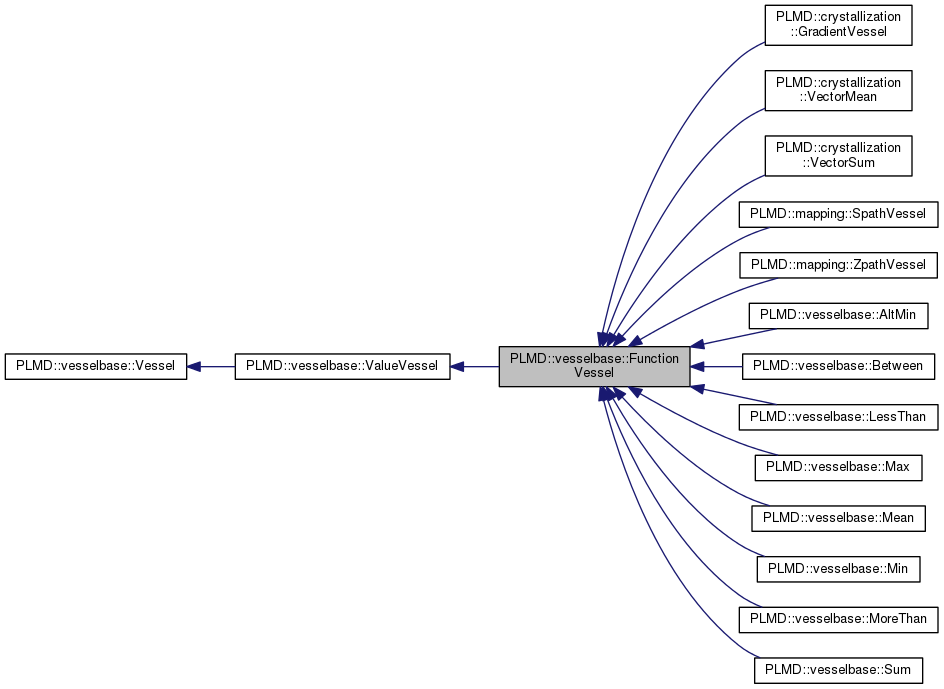 PLMD::crystallization
::GradientVessel
PLMD::crystallization
::VectorMean
PLMD::crystallization
::VectorSum
PLMD::mapping::SpathVessel
PLMD::mapping::ZpathVessel
PLMD::vesselbase::AltMin
PLMD::vesselbase::Vessel
PLMD::vesselbase::ValueVessel
PLMD::vesselbase::Function
Vessel
PLMD::vesselbase::Between
PLMD::vesselbase::LessThan
PLMD::vesselbase::Max
PLMD::vesselbase::Mean
PLMD::vesselbase::Min
PLMD::vesselbase::MoreThan
PLMD::vesselbase::Sum